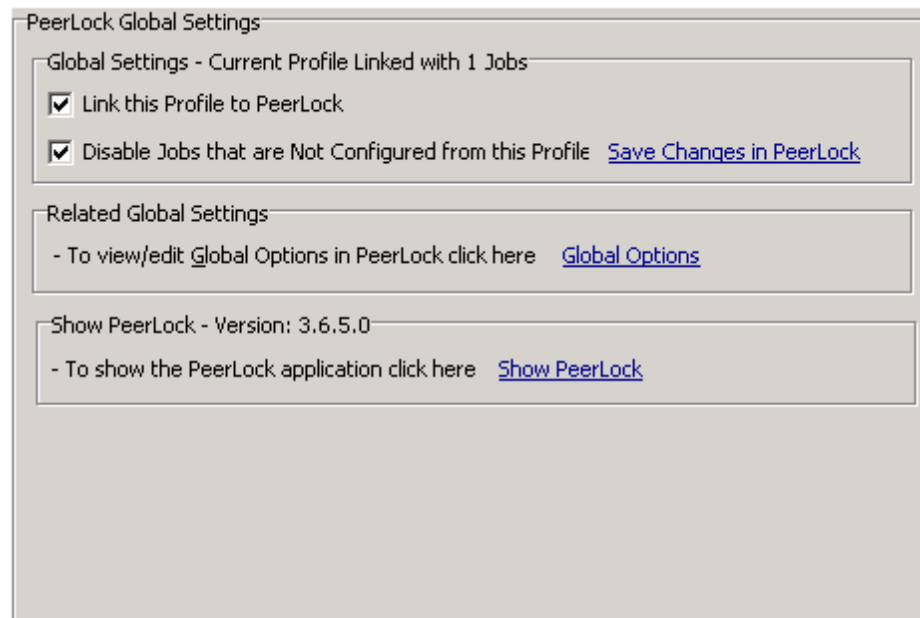 PeerLock Global Settings
Global Settings - Current Profile Linked with 1 Jobs
Link this Profile to PeerLock
Disable Jobs that are Not Configured from this Profile Save Changes in PeerLock
Related Global Settings
- To view/edit Global Options in PeerLock click here Global Options
Show PeerLock - Version: 3.6.5.0
- To show the PeerLock application click here Show PeerLock